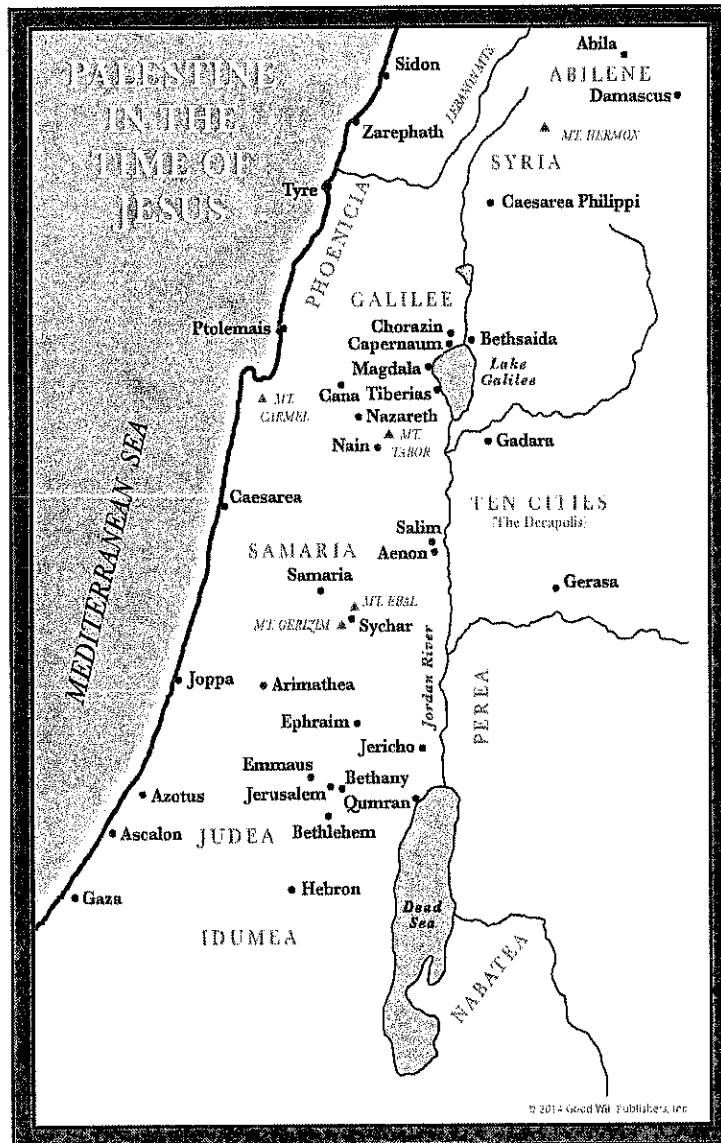 PALESTINE
IN THE
TIME OF
JESUS
Sidon
Zarephath
LEBANON MTS.
Abila
ABILENE
Damascus
MT. HERMON
SYRIA
Tyre
PHOENICIA
Caesarea Philippi
GALILEE
Ptolemais
Chorazin
Capernaum
Bethsaida
Magdala
Lake
Galilee
Cana
Tiberias
MT.
CARMEL
Nazareth
Nain
MT.
TABOR
Gadara
MEDITERRANEAN SEA
Caesarea
TEN CITIES
(The Decapolis)
Salim
Aenon
SAMARIA
Samaria
Gerasa
MT. EBAL
MT. GERIZIM
Sychar
Jordan River
PEREA
Joppa
Arimathea
Ephraim
Jericho
Emmaus
Bethany
Jerusalem
Qumran
Azotus
Bethlehem
Ascalon
JUDEA
Gaza
Hebron
Dead
Sea
IDUMEA
NABATEA
© 2014 Good Will Publishers, Inc.